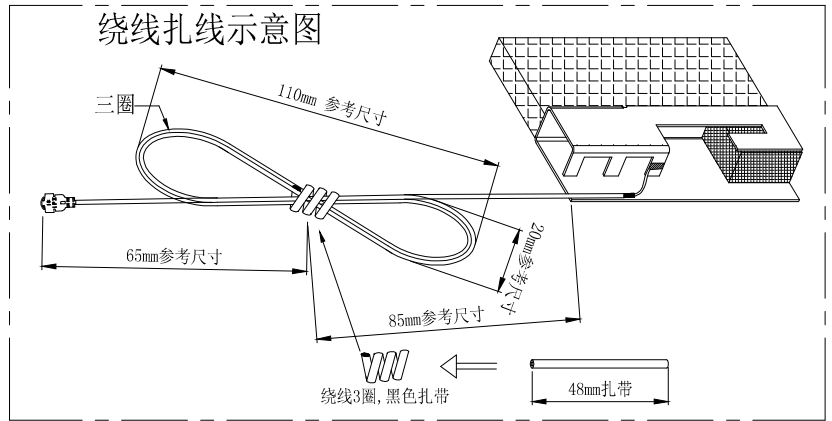 绕线扎线示意图
三圈
110mm 参考尺寸
65mm参考尺寸
20mm参考尺寸
85mm参考尺寸
绕线3圈,黑色扎带
48mm扎带